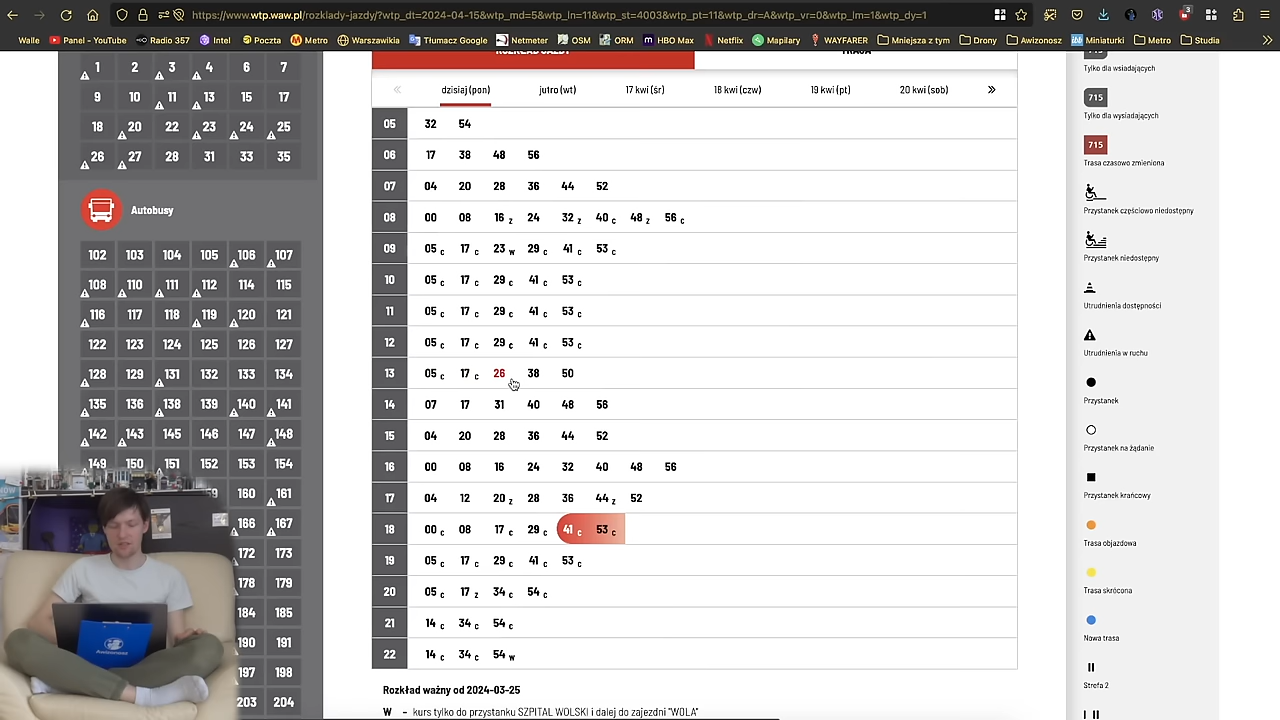 https://www.wtp.waw.pl/rozklady-jazdy/?wtp_dt=2024-04-15&wtp_md=5&wtp_ln=11&wtp_st=4003&wtp_pt=11&wtp_dr=A&wtp_vr=0&wtp_lm=1&wtp_dy=1
3
Walle Panel - YouTube Radio 357 Intel Poczta Metro Warszawikia Tłumacz Google Netmeter OSM ORM HBO Max Netflix Mapilary WAYFARER Mniejsza z tym Drony Awizonosz Miniaturki Metro Studia
ROZKŁAD JAZDY TRASA
1 2 3 4 6 7
9 10 11 13 15 17
18 20 22 23 24 25
26 27 28 31 33 35
Autobusy
102 103 104 105 106 107
108 110 111 112 114 115
116 117 118 119 120 121
122 123 124 125 126 127
128 129 131 132 133 134
135 136 138 139 140 141
142 143 145 146 147 148
149 150 151 152 153 154
160 161
166 167
172 173
178 179
184 185
190 191
197 198
203 204
dzisiaj (pon) jutro (wt) 17 kwi (śr) 18 kwi (czw) 19 kwi (pt) 20 kwi (sob)
05 32 54
06 17 38 48 56
07 04 20 28 36 44 52
08 00 08 16 z 24 32 z 40 c 48 z 56 c
09 05 c 17 c 23 w 29 c 41 c 53 c
10 05 c 17 c 29 c 41 c 53 c
11 05 c 17 c 29 c 41 c 53 c
12 05 c 17 c 29 c 41 c 53 c
13 05 c 17 c 26 38 50
14 07 17 31 40 48 56
15 04 20 28 36 44 52
16 00 08 16 24 32 40 48 56
17 04 12 20 z 28 36 44 z 52
18 00 c 08 17 c 29 c 41 c 53 c
19 05 c 17 c 29 c 41 c 53 c
20 05 c 17 z 34 c 54 c
21 14 c 34 c 54 c
22 14 c 34 c 54 w
Rozkład ważny od 2024-03-25
W - kurs tylko do przystanku SZPITAL WOLSKI i dalej do zajezdni "WOLA"
Tylko dla wsiadających
715
Tylko dla wysiadających
715
Trasa czasowo zmieniona
Przystanek częściowo niedostępny
Przystanek niedostępny
Utrudnienia dostępności
Utrudnienia w ruchu
Przystanek
Przystanek na żądanie
Przystanek krańcowy
Trasa objazdowa
Trasa skrócona
Nowa trasa
Strefa 2